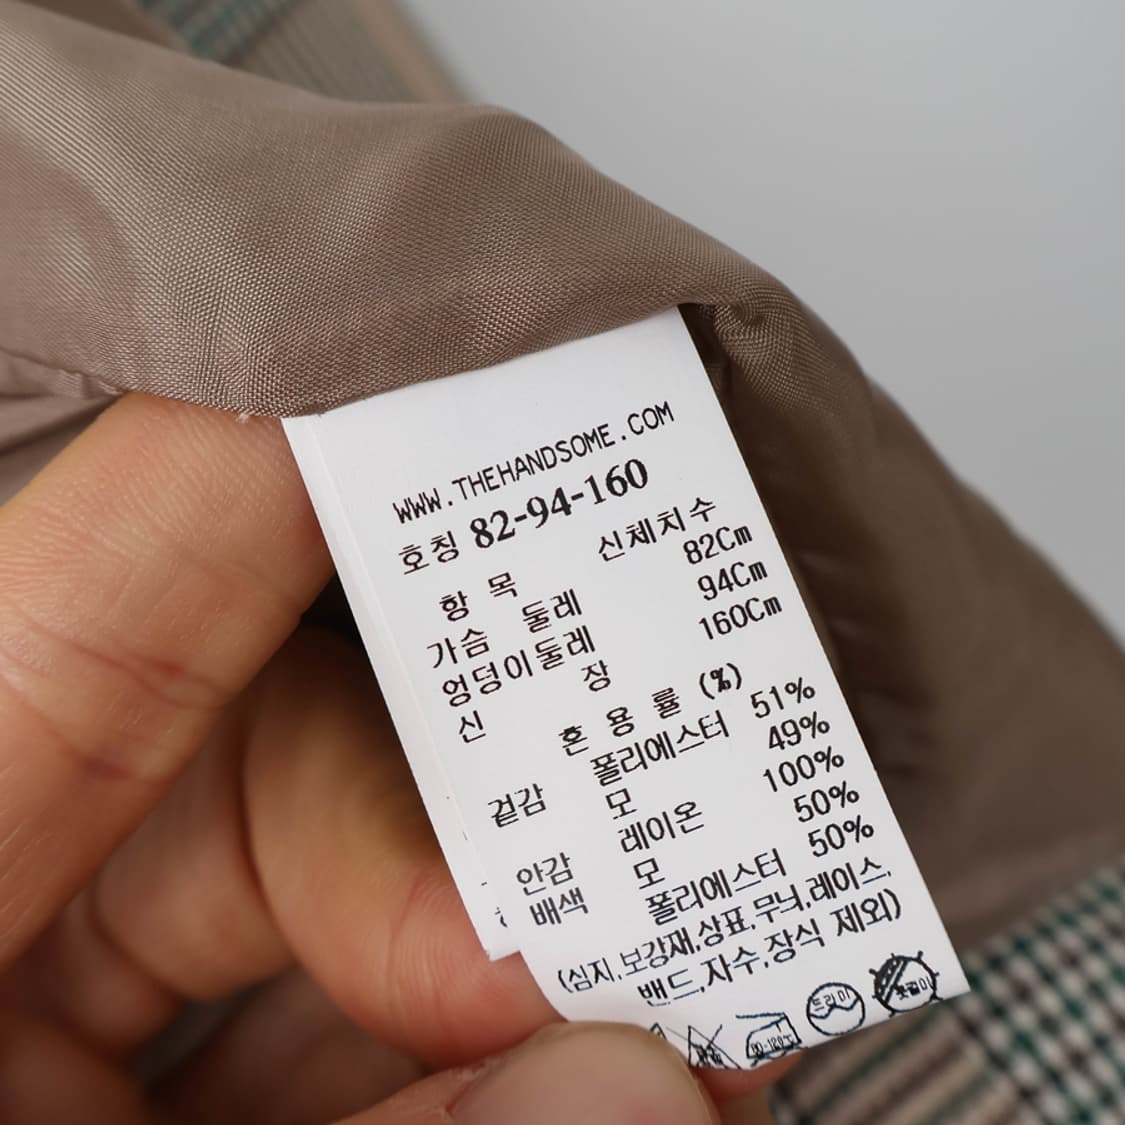 WWW.THEHANDSOME.COM
호칭 82-94-160
항 목 신체치수
가슴 둘레 82Cm
엉덩이둘레 94Cm
신 장 160Cm
혼 용 률 (%)
겉감 폴리에스터 51%
모 49%
안감 레이온 100%
배색 모 50%
폴리에스터 50%
(심지,보강재,상표,무늬,레이스,
밴드,자수,장식 제외)
드라이